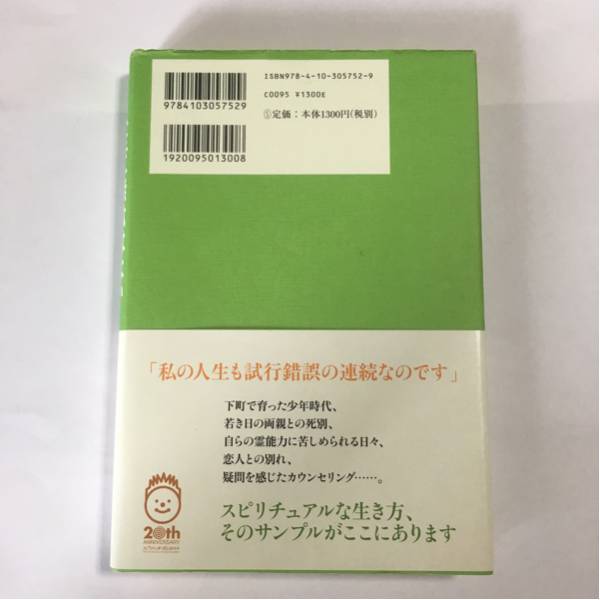 9784103057529
1920095013008
ISBN978-4-10-305752-9
C0095 ¥1300E
⑤定価：本体1300円(税別)
「私の人生も試行錯誤の連続なのです」
下町で育った少年時代、
若き日の両親との死別、
自らの霊能力に苦しめられる日々、
恋人との別れ、
疑問を感じたカウンセリング……。
スピリチュアルな生き方、
そのサンプルがここにあります
20th
ANNIVERSARY